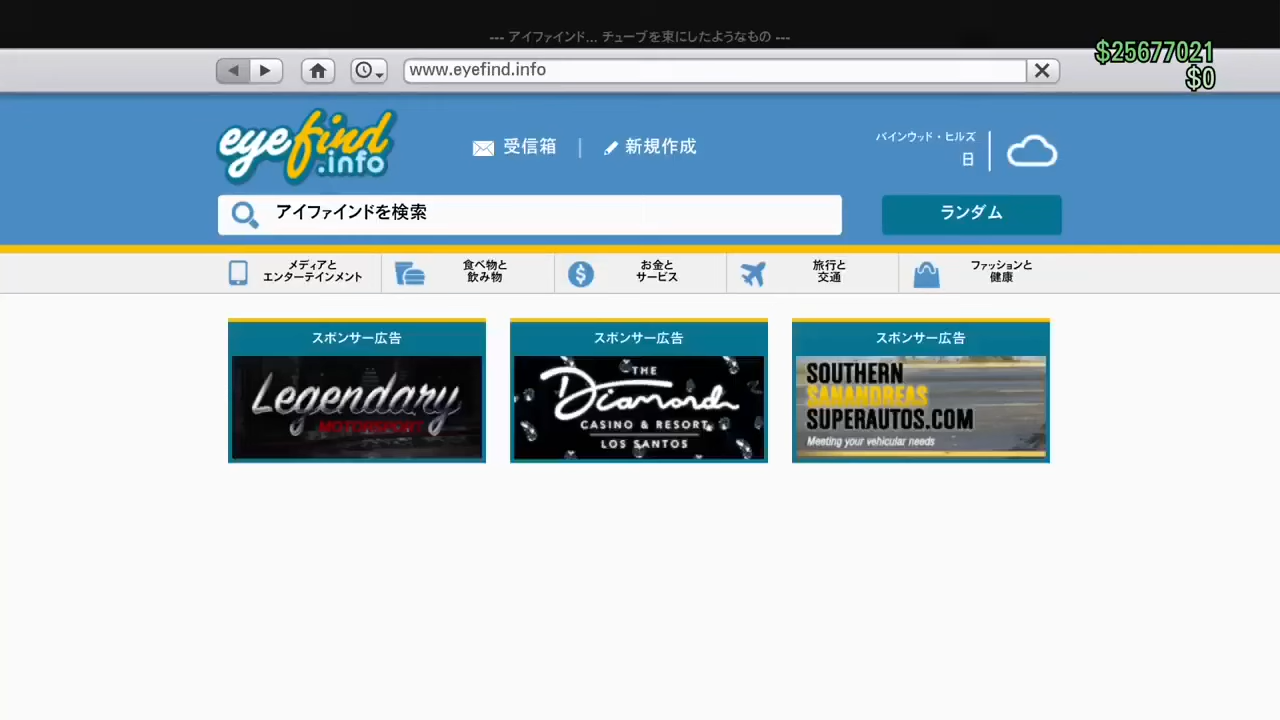 --- アイファインド... チューブを束にしたようなもの ---
www.eyefind.info
$25677021
$0
eyefind
.info
受信箱
新規作成
パインウッド・ヒルズ
日
アイファインドを検索
ランダム
メディアと
エンターテインメント
食べ物と
飲み物
お金と
サービス
旅行と
交通
ファッションと
健康
スポンサー広告
Legendary
MOTORSPORT
スポンサー広告
THE
Diamond
CASINO & RESORT
LOS SANTOS
スポンサー広告
SOUTHERN
SAN ANDREAS
SUPERAUTOS.COM
Meeting your vehicular needs